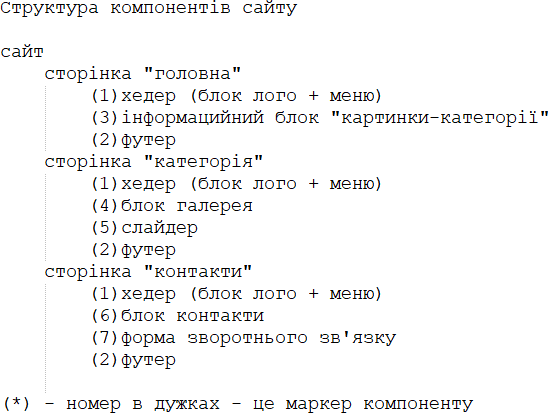 Структура компонентів сайту
сайт
сторінка "головна"
(1)хедер (блок лого + меню)
(3)інформаційний блок "картинки-категорії"
(2)футер
сторінка "категорія"
(1)хедер (блок лого + меню)
(4)блок галерея
(5)слайдер
(2)футер
сторінка "контакти"
(1)хедер (блок лого + меню)
(6)блок контакти
(7)форма зворотнього зв'язку
(2)футер
(*) - номер в дужках - це маркер компоненту